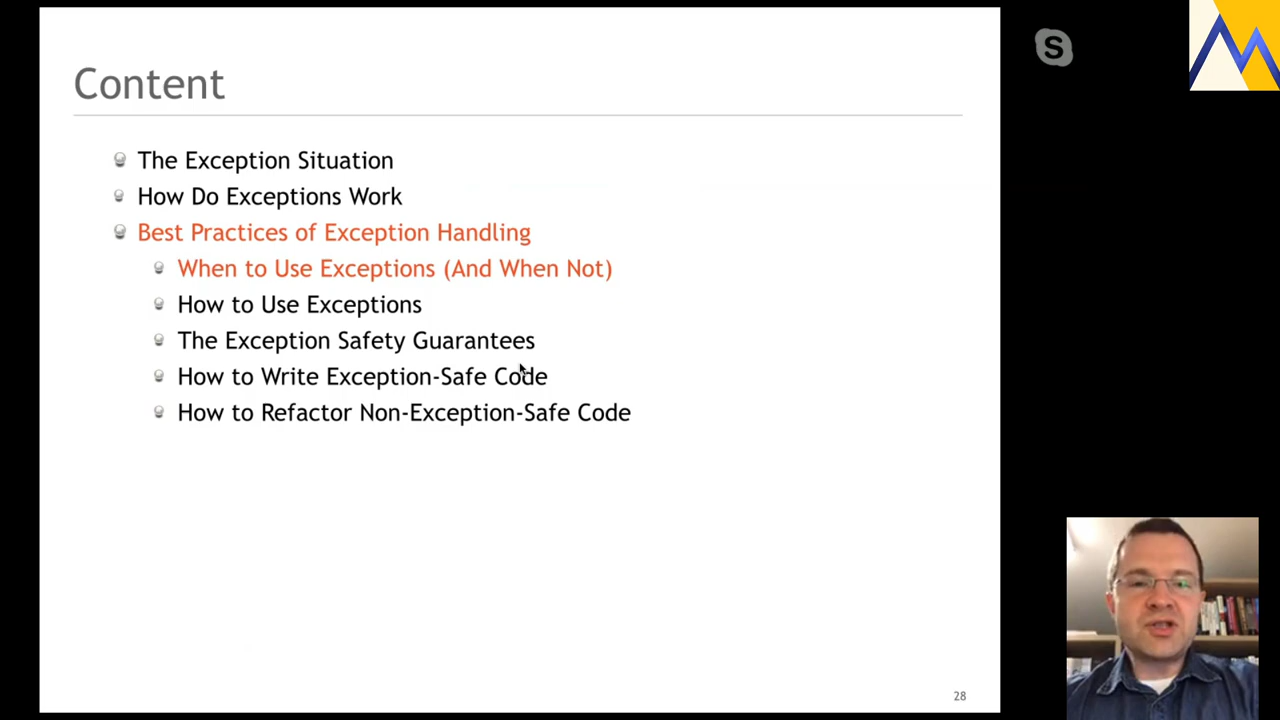 Content
The Exception Situation
How Do Exceptions Work
Best Practices of Exception Handling
When to Use Exceptions (And When Not)
How to Use Exceptions
The Exception Safety Guarantees
How to Write Exception-Safe Code
How to Refactor Non-Exception-Safe Code
28
S